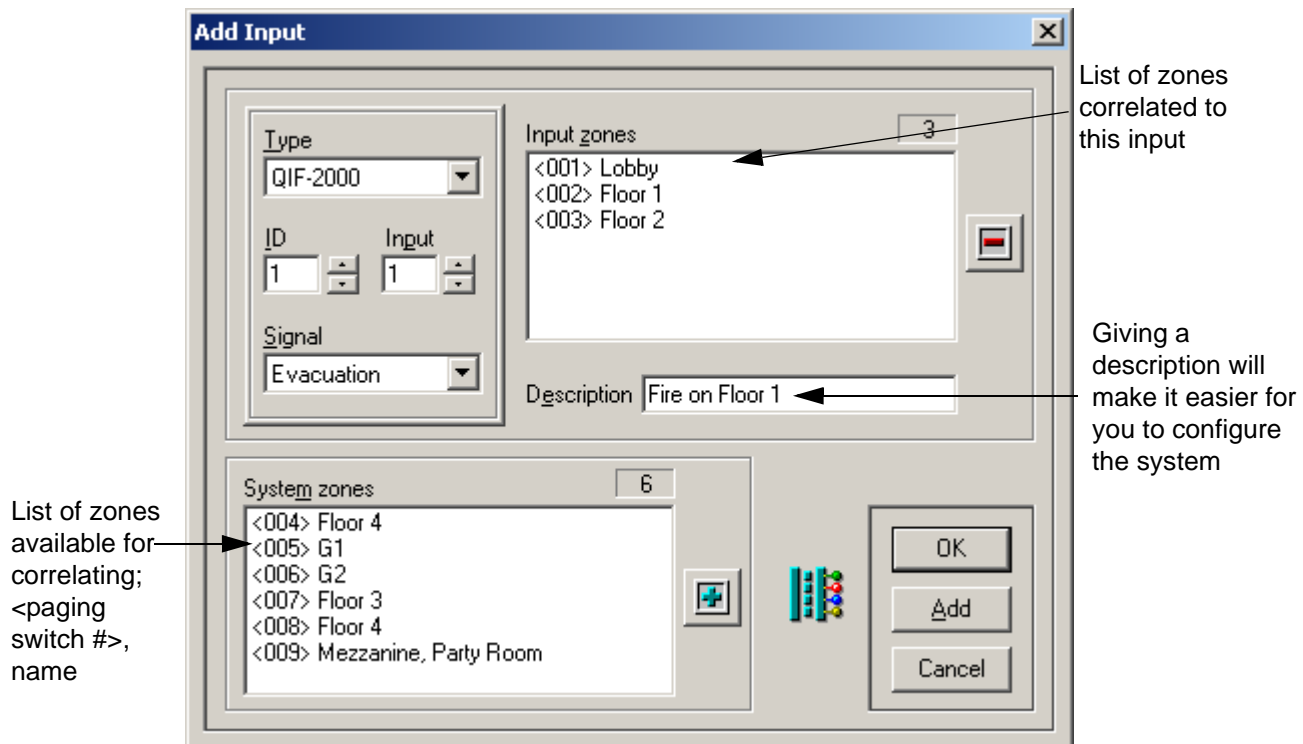 Add Input
Type
QIF-2000
ID
Input
1
1
Signal
Evacuation
Input zones
3
<001> Lobby
<002> Floor 1
<003> Floor 2
Description
Fire on Floor 1
System zones
6
<004> Floor 4
<005> G1
<006> G2
<007> Floor 3
<008> Floor 4
<009> Mezzanine, Party Room
OK
Add
Cancel
List of zones
correlated to
this input
Giving a
description will
make it easier for
you to configure
the system
List of zones
available for
correlating;
<paging
switch #>,
name